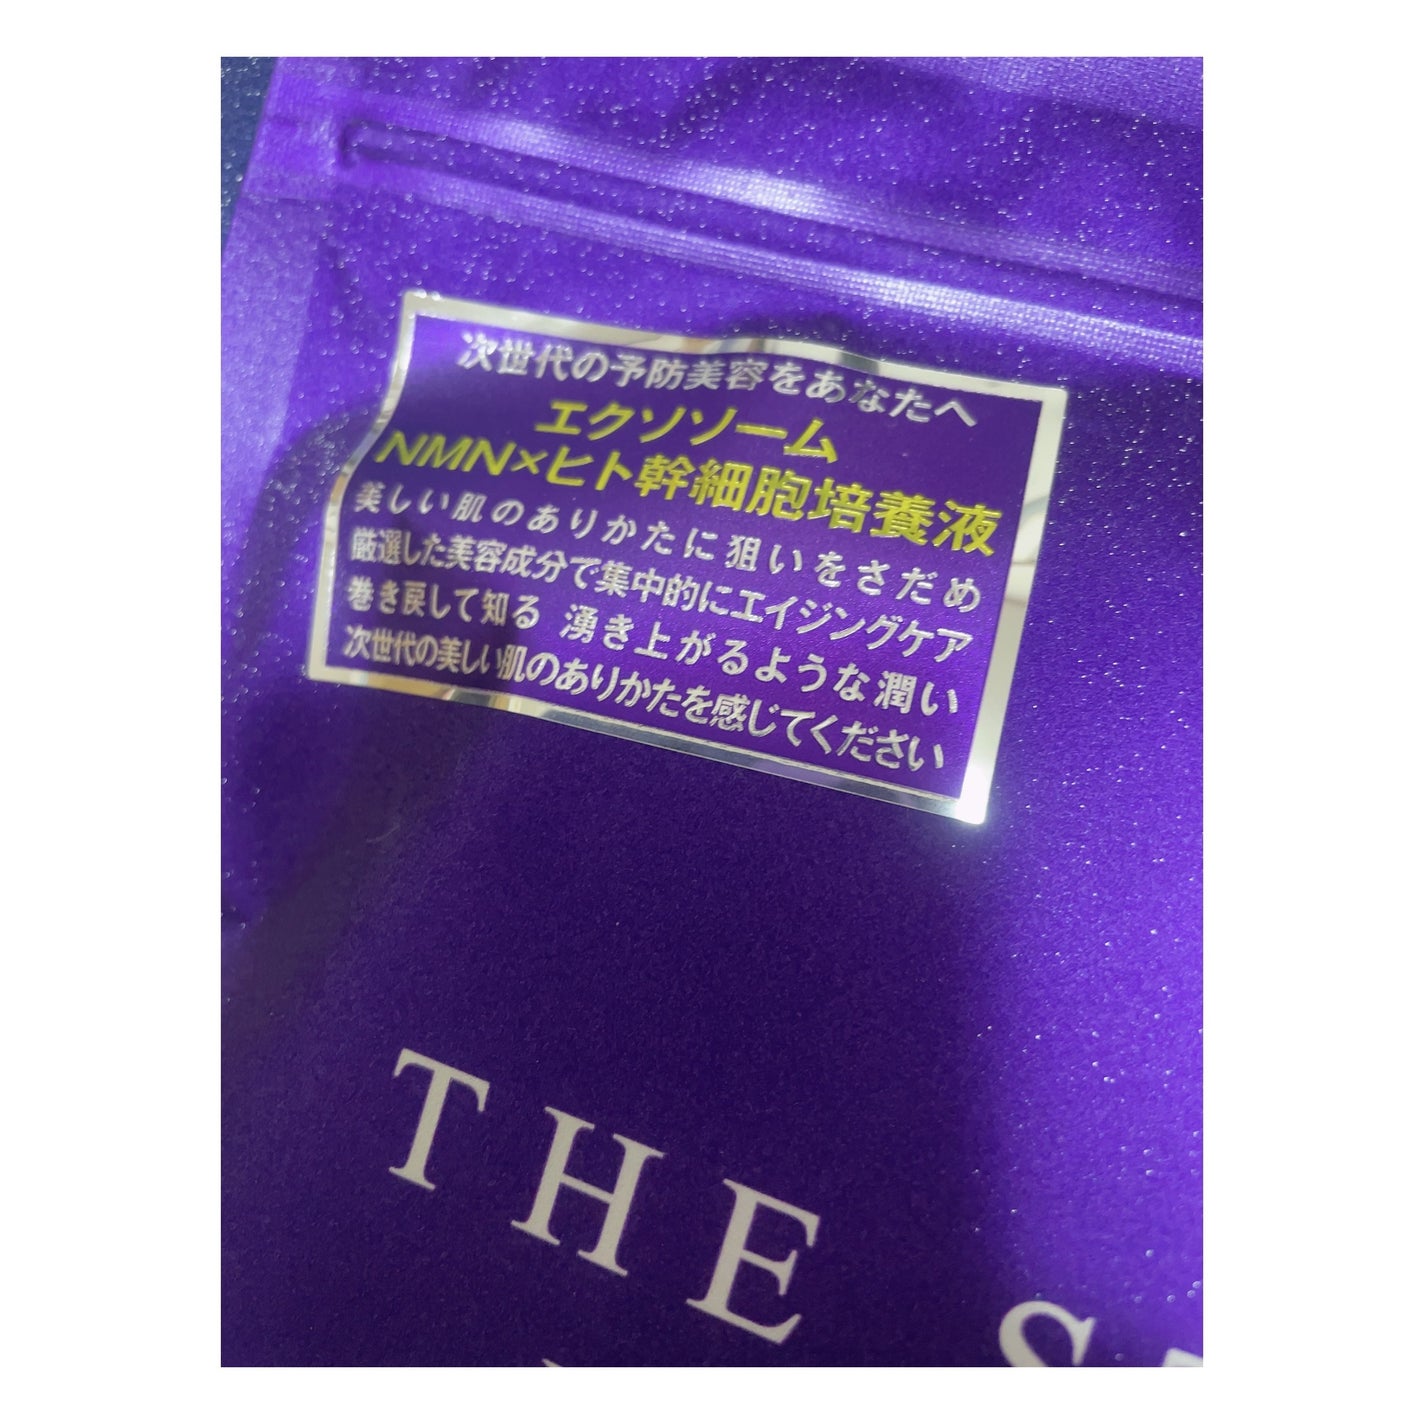 次世代の予防美容をあなたへ
エクソソーム
NMN×ヒト幹細胞培養液
美しい肌のありかたに狙いをさだめ
厳選した美容成分で集中的にエイジングケア
巻き戻して知る 湧き上がるような潤い
次世代の美しい肌のありかたを感じてください
THE S